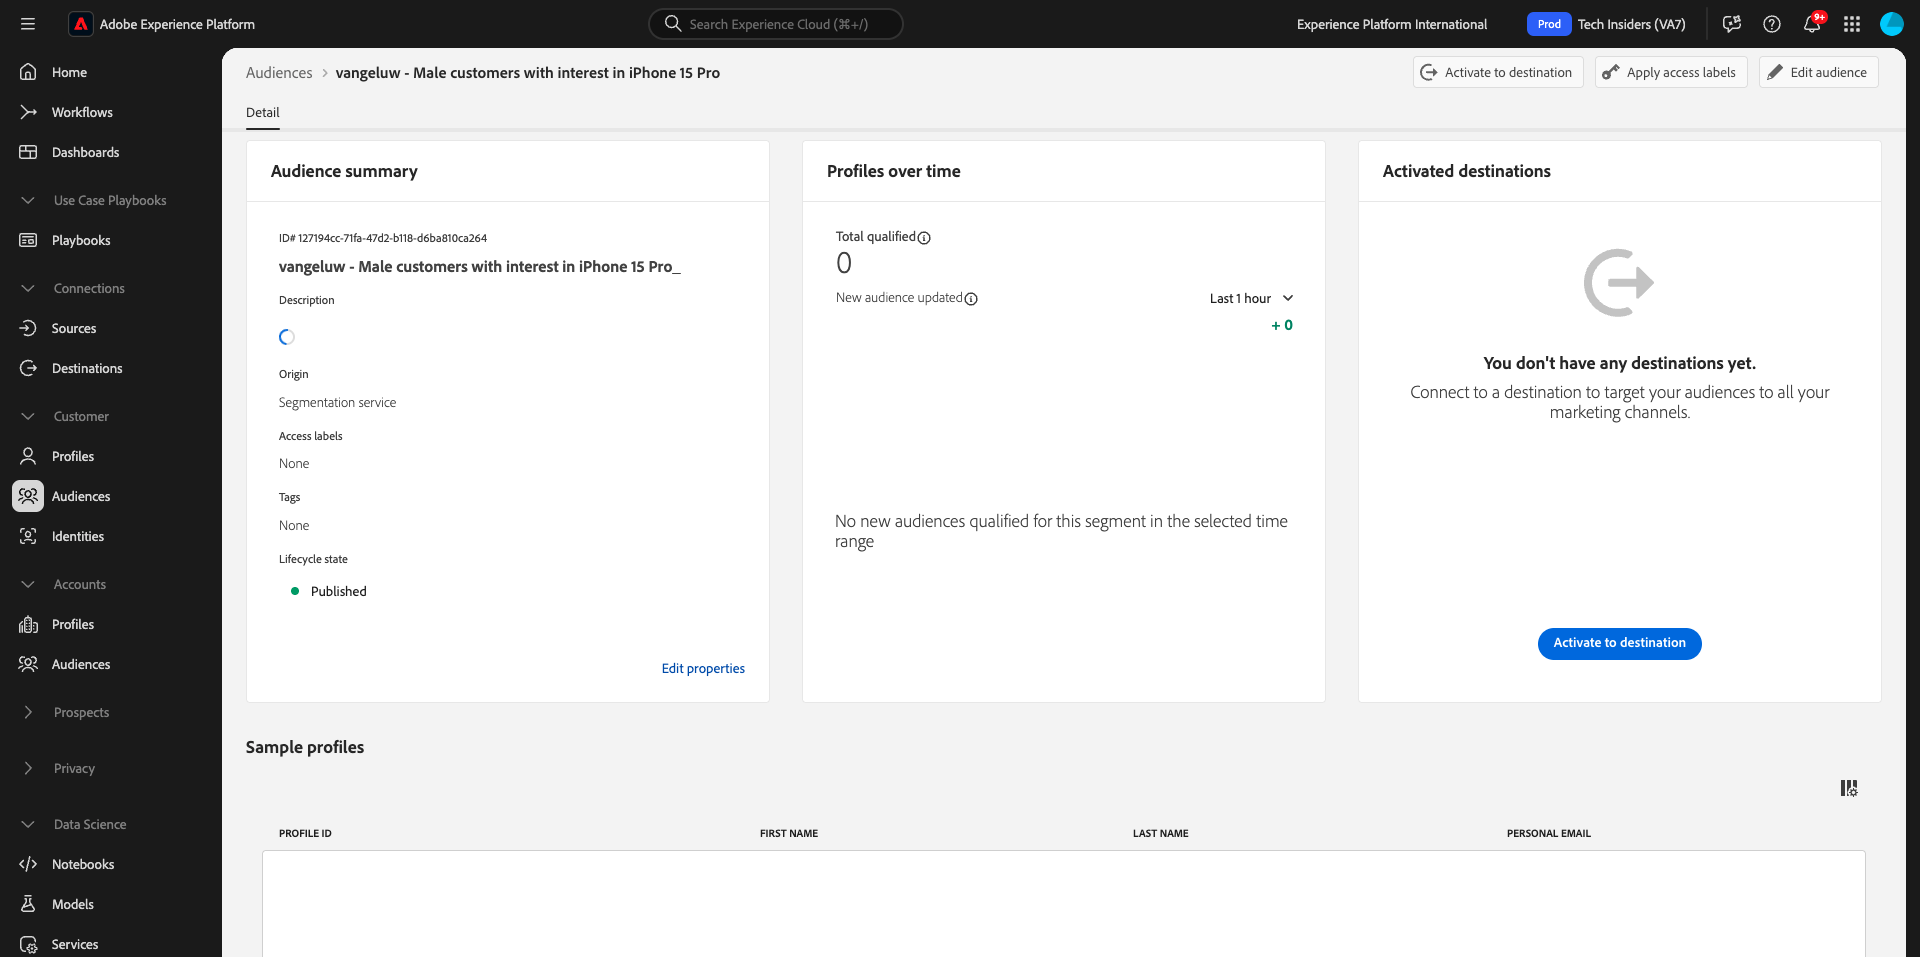 Adobe Experience Platform
Search Experience Cloud (⌘+/)
Experience Platform International
Prod
Tech Insiders (VA7)
9+
Home
Workflows
Dashboards
Use Case Playbooks
Playbooks
Connections
Sources
Destinations
Customer
Profiles
Audiences
Identities
Accounts
Profiles
Audiences
Prospects
Privacy
Data Science
Notebooks
Models
Services
Audiences > vangeluw - Male customers with interest in iPhone 15 Pro
Activate to destination
Apply access labels
Edit audience
Detail
Audience summary
ID# 127194cc-71fa-47d2-b118-d6ba810ca264
vangeluw - Male customers with interest in iPhone 15 Pro_
Description
Origin
Segmentation service
Access labels
None
Tags
None
Lifecycle state
Published
Edit properties
Profiles over time
Total qualified
0
New audience updated
Last 1 hour
+ 0
No new audiences qualified for this segment in the selected time
range
Activated destinations
You don't have any destinations yet.
Connect to a destination to target your audiences to all your
marketing channels.
Activate to destination
Sample profiles
PROFILE ID
FIRST NAME
LAST NAME
PERSONAL EMAIL